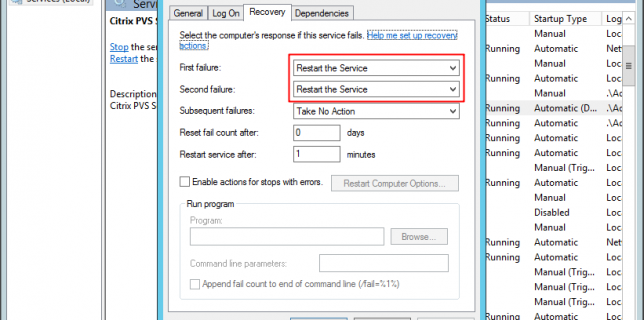 Services (Local)
Citrix PVS S
Stop the ser
Restart the
Description
Citrix PVS S
General Log On Recovery Dependencies
Select the computer's response if this service fails. Help me set up recovery
actions.
First failure: Restart the Service
Second failure: Restart the Service
Subsequent failures: Take No Action
Reset fail count after: 0 days
Restart service after: 1 minutes
Enable actions for stops with errors. Restart Computer Options...
Run program
Program:
Browse...
Command line parameters:
Append fail count to end of command line (/fail=%1%)
Status Startup Type Log
Manual Loc
Running Automatic Net
Manual Loc
Running Automatic Loc
Manual .\Ac
Running Automatic (D... .\Ac
Running Automatic .\Ac
Running Automatic Loc
Running Automatic Loc
Manual (Trig... Loc
Manual Loc
Disabled Loc
Manual Loc
Running Automatic Net
Running Automatic Loc
Manual (Trig... Loc
Manual (Trig... Loc
Running Automatic Loc
Manual (Trig... Loc
Running Automatic Loc